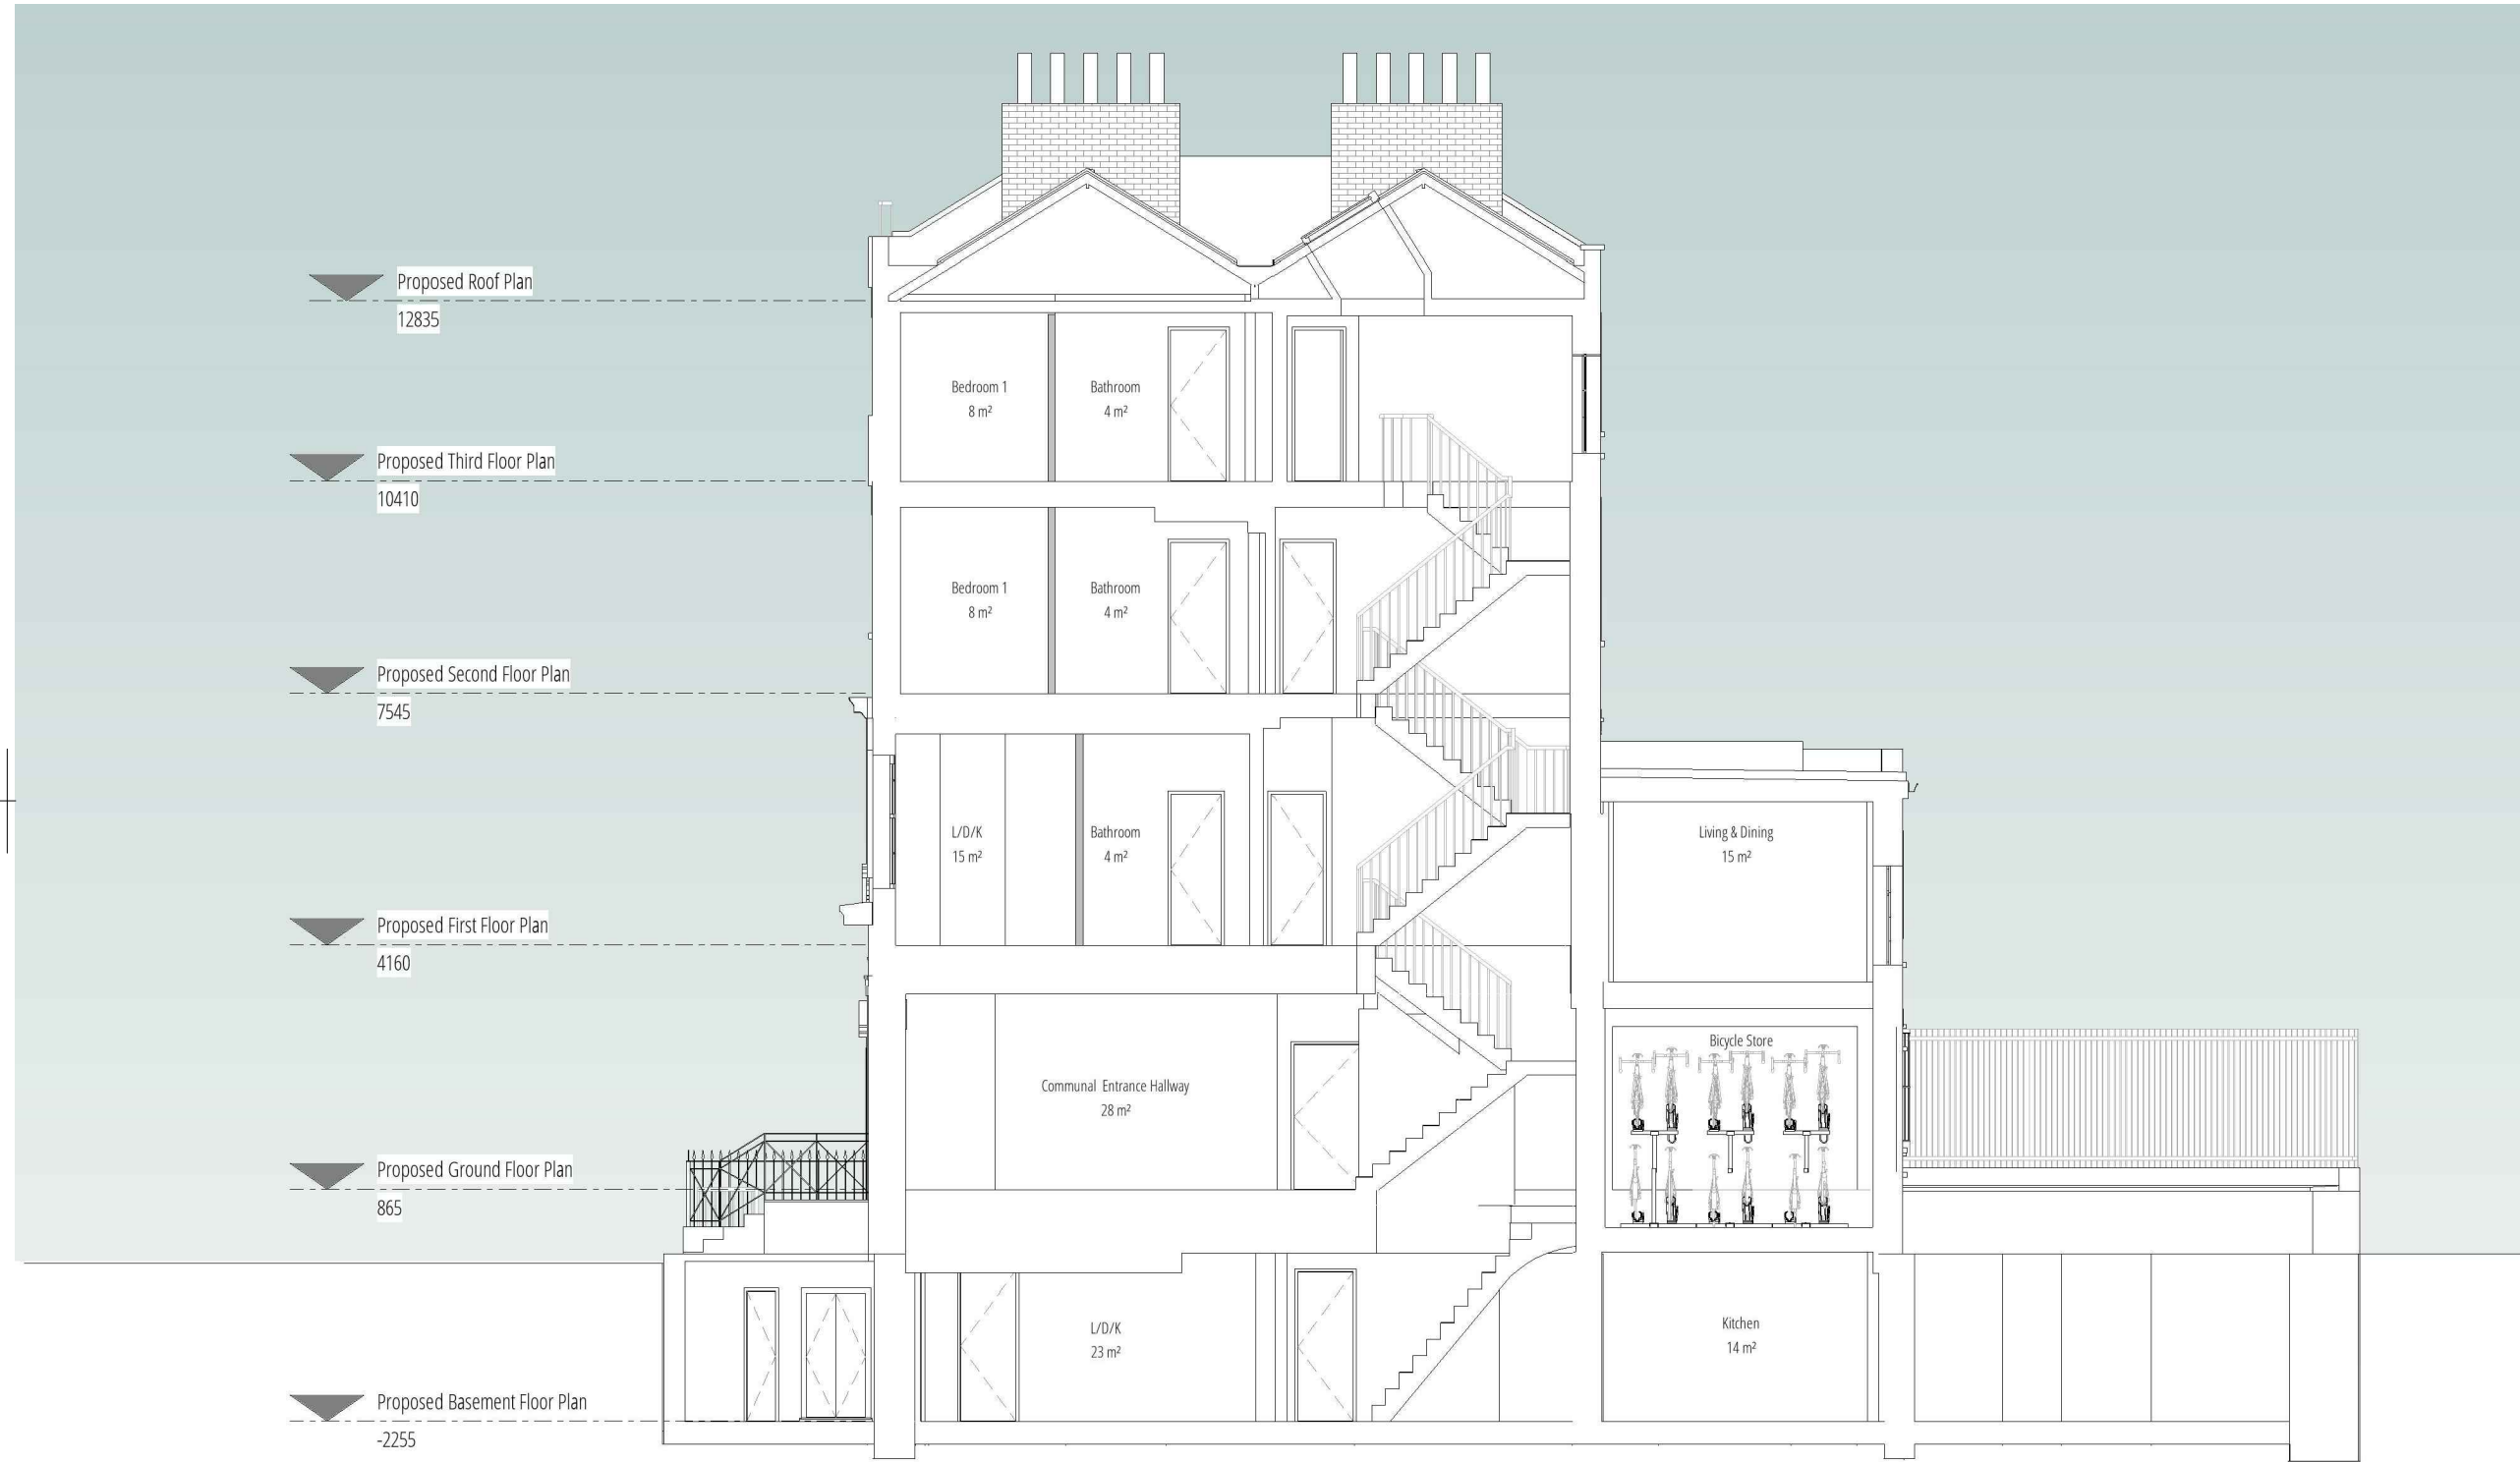 Proposed Roof Plan
12835
Bedroom 1
8 m²
Bathroom
4 m²
Proposed Third Floor Plan
10410
Bedroom 1
8 m²
Bathroom
4 m²
Proposed Second Floor Plan
7545
L/D/K
15 m²
Bathroom
4 m²
Living & Dining
15 m²
Proposed First Floor Plan
4160
Bicycle Store
Communal Entrance Hallway
28 m²
Proposed Ground Floor Plan
865
L/D/K
23 m²
Kitchen
14 m²
Proposed Basement Floor Plan
-2255